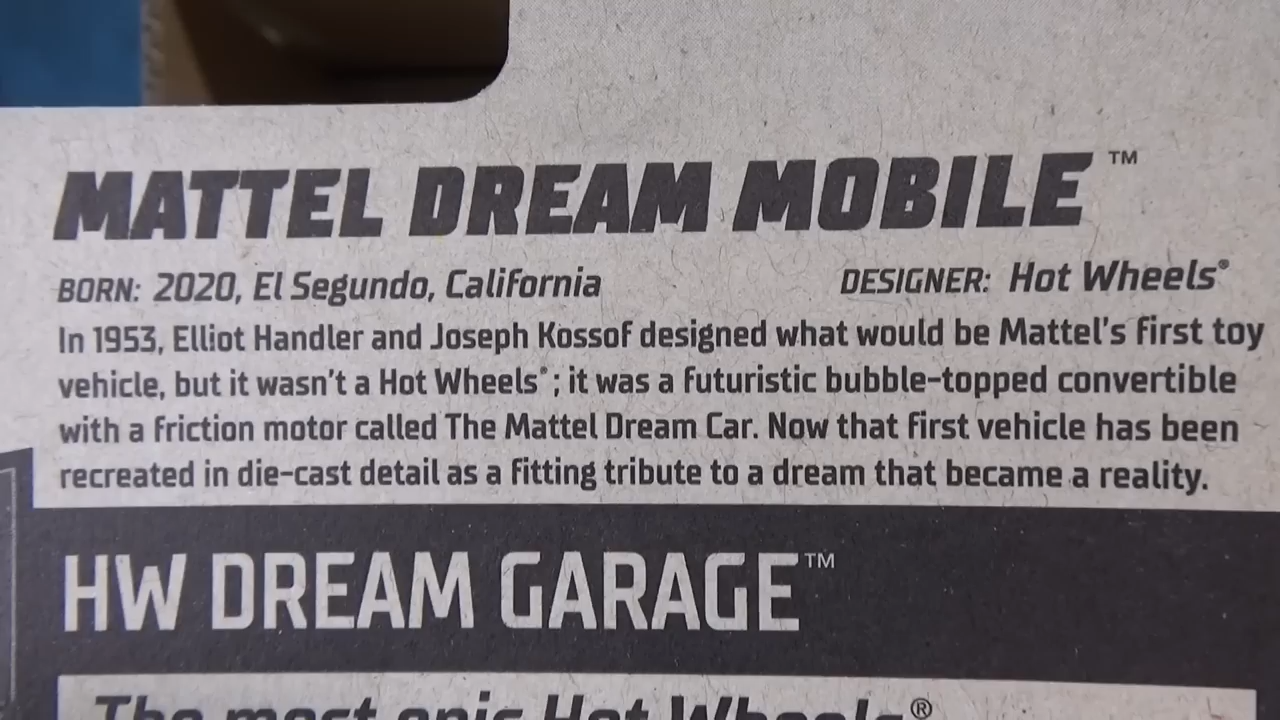 MATTEL DREAM MOBILE™
BORN: 2020, El Segundo, California DESIGNER: Hot Wheels®
In 1953, Elliot Handler and Joseph Kossof designed what would be Mattel's first toy
vehicle, but it wasn't a Hot Wheels®; it was a futuristic bubble-topped convertible
with a friction motor called The Mattel Dream Car. Now that first vehicle has been
recreated in die-cast detail as a fitting tribute to a dream that became a reality.
HW DREAM GARAGE™
The most epic Hot Wheels®